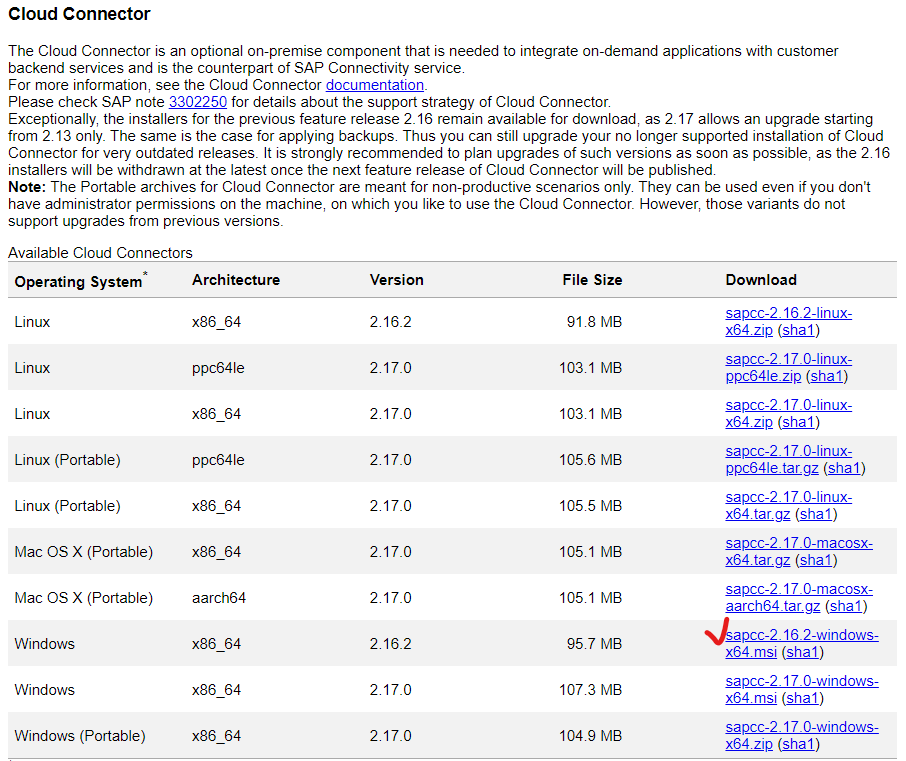 Cloud Connector
The Cloud Connector is an optional on-premise component that is needed to integrate on-demand applications with customer
backend services and is the counterpart of SAP Connectivity service.
For more information, see the Cloud Connector documentation.
Please check SAP note 3302250 for details about the support strategy of Cloud Connector.
Exceptionally, the installers for the previous feature release 2.16 remain available for download, as 2.17 allows an upgrade starting
from 2.13 only. The same is the case for applying backups. Thus you can still upgrade your no longer supported installation of Cloud
Connector for very outdated releases. It is strongly recommended to plan upgrades of such versions as soon as possible, as the 2.16
installers will be withdrawn at the latest once the next feature release of Cloud Connector will be published.
Note: The Portable archives for Cloud Connector are meant for non-productive scenarios only. They can be used even if you don't
have administrator permissions on the machine, on which you like to use the Cloud Connector. However, those variants do not
support upgrades from previous versions.
Available Cloud Connectors
Operating System* Architecture Version File Size Download
Linux x86_64 2.16.2 91.8 MB sapcc-2.16.2-linux-
x64.zip (sha1)
Linux ppc64le 2.17.0 103.1 MB sapcc-2.17.0-linux-
ppc64le.zip (sha1)
Linux x86_64 2.17.0 103.1 MB sapcc-2.17.0-linux-
x64.zip (sha1)
Linux (Portable) ppc64le 2.17.0 105.6 MB sapcc-2.17.0-linux-
ppc64le.tar.gz (sha1)
Linux (Portable) x86_64 2.17.0 105.5 MB sapcc-2.17.0-linux-
x64.tar.gz (sha1)
Mac OS X (Portable) x86_64 2.17.0 105.1 MB sapcc-2.17.0-macosx-
x64.tar.gz (sha1)
Mac OS X (Portable) aarch64 2.17.0 105.1 MB sapcc-2.17.0-macosx-
aarch64.tar.gz (sha1)
Windows x86_64 2.16.2 95.7 MB sapcc-2.16.2-windows-
x64.msi (sha1)
Windows x86_64 2.17.0 107.3 MB sapcc-2.17.0-windows-
x64.msi (sha1)
Windows (Portable) x86_64 2.17.0 104.9 MB sapcc-2.17.0-windows-
x64.zip (sha1)